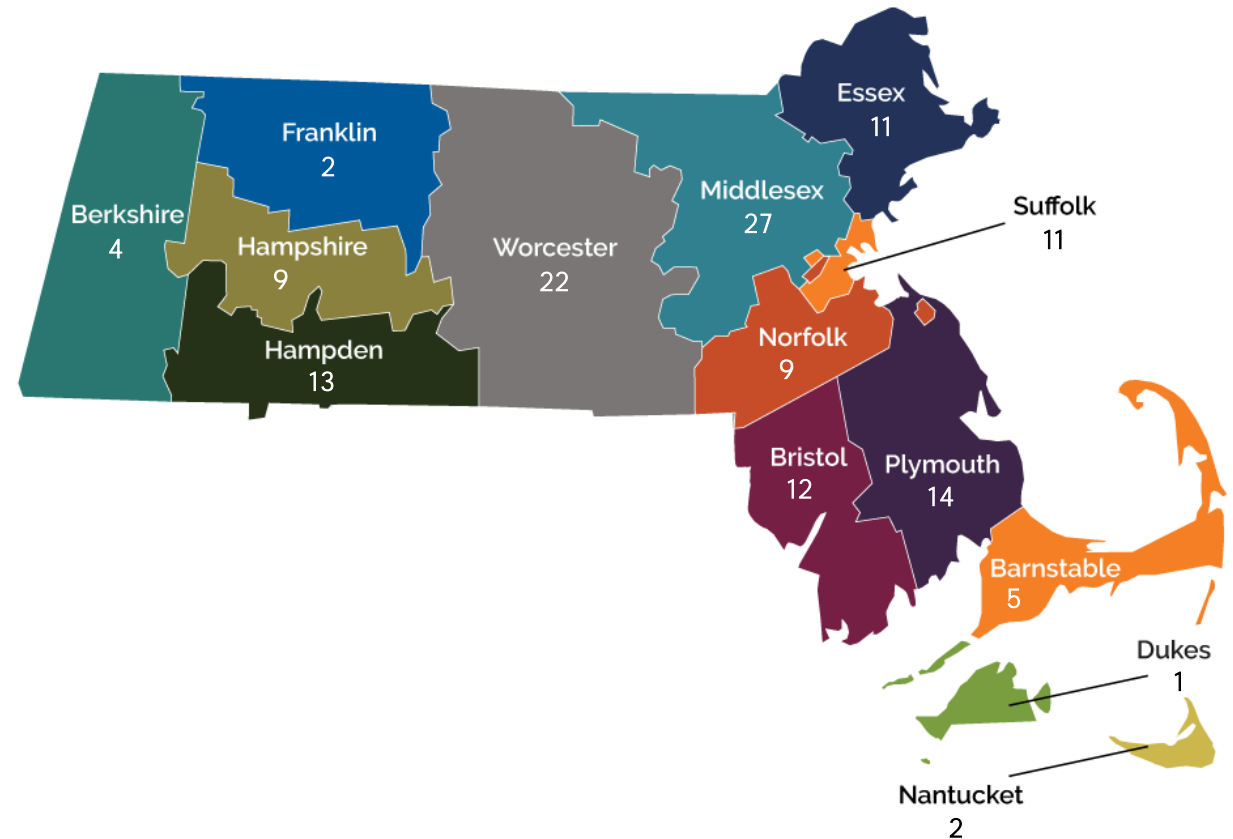 Essex
11
Franklin
2
Middlesex
27
Suffolk
11
Berkshire
4
Hampshire
9
Worcester
22
Norfolk
9
Hampden
13
Bristol
12
Plymouth
14
Barnstable
5
Dukes
1
Nantucket
2